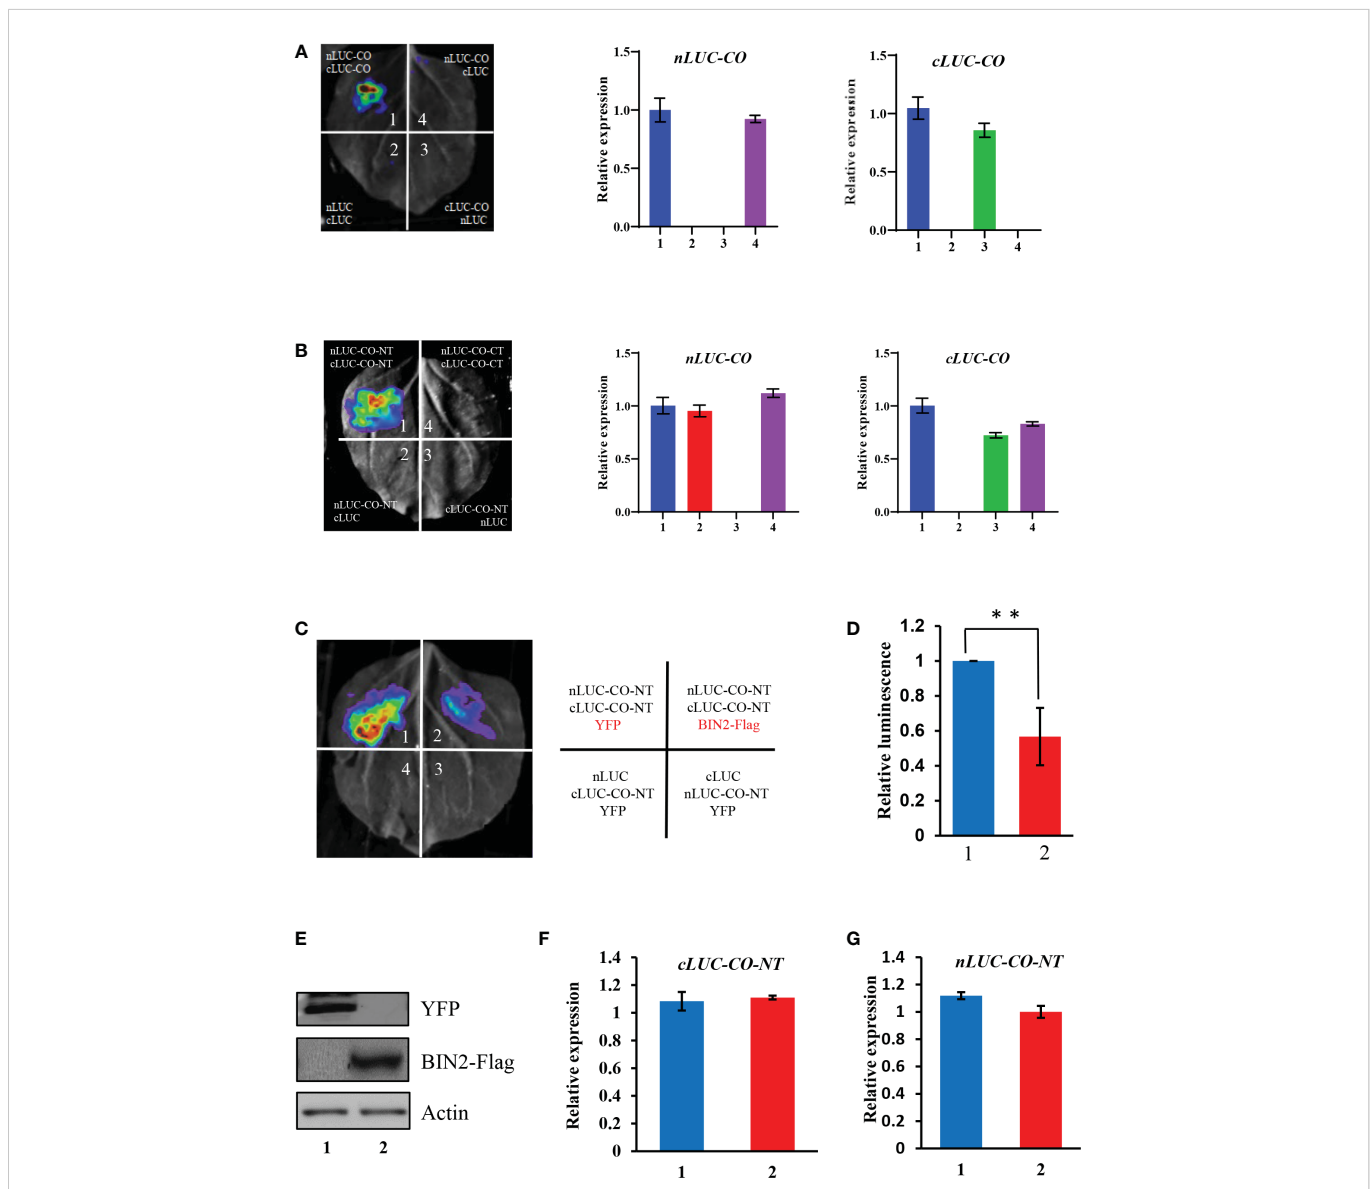 A
nLUC-CO
cLUC-CO
nLUC-CO
cLUC
1
4
2
3
nLUC
cLUC
cLUC-CO
nLUC
nLUC-CO
Relative expression
1.5
1.0
0.5
0.0
1 2 3 4
cLUC-CO
Relative expression
1.5
1.0
0.5
0.0
1 2 3 4
B
nLUC-CO-NT
cLUC-CO-NT
nLUC-CO-CT
cLUC-CO-CT
1
4
2
3
nLUC-CO-NT
cLUC
cLUC-CO-NT
nLUC
nLUC-CO
Relative expression
1.5
1.0
0.5
0.0
1 2 3 4
cLUC-CO
Relative expression
1.5
1.0
0.5
0.0
1 2 3 4
C
1
2
4
3
nLUC-CO-NT
cLUC-CO-NT
YFP
nLUC-CO-NT
cLUC-CO-NT
BIN2-Flag
nLUC
cLUC-CO-NT
YFP
cLUC
nLUC-CO-NT
YFP
D
* *
Relative luminescence
1.2
1
0.8
0.6
0.4
0.2
0
1 2
E
YFP
BIN2-Flag
Actin
1 2
F
cLUC-CO-NT
Relative expression
1.4
1.2
1
0.8
0.6
0.4
0.2
0
1 2
G
nLUC-CO-NT
Relative expression
1.4
1.2
1
0.8
0.6
0.4
0.2
0
1 2